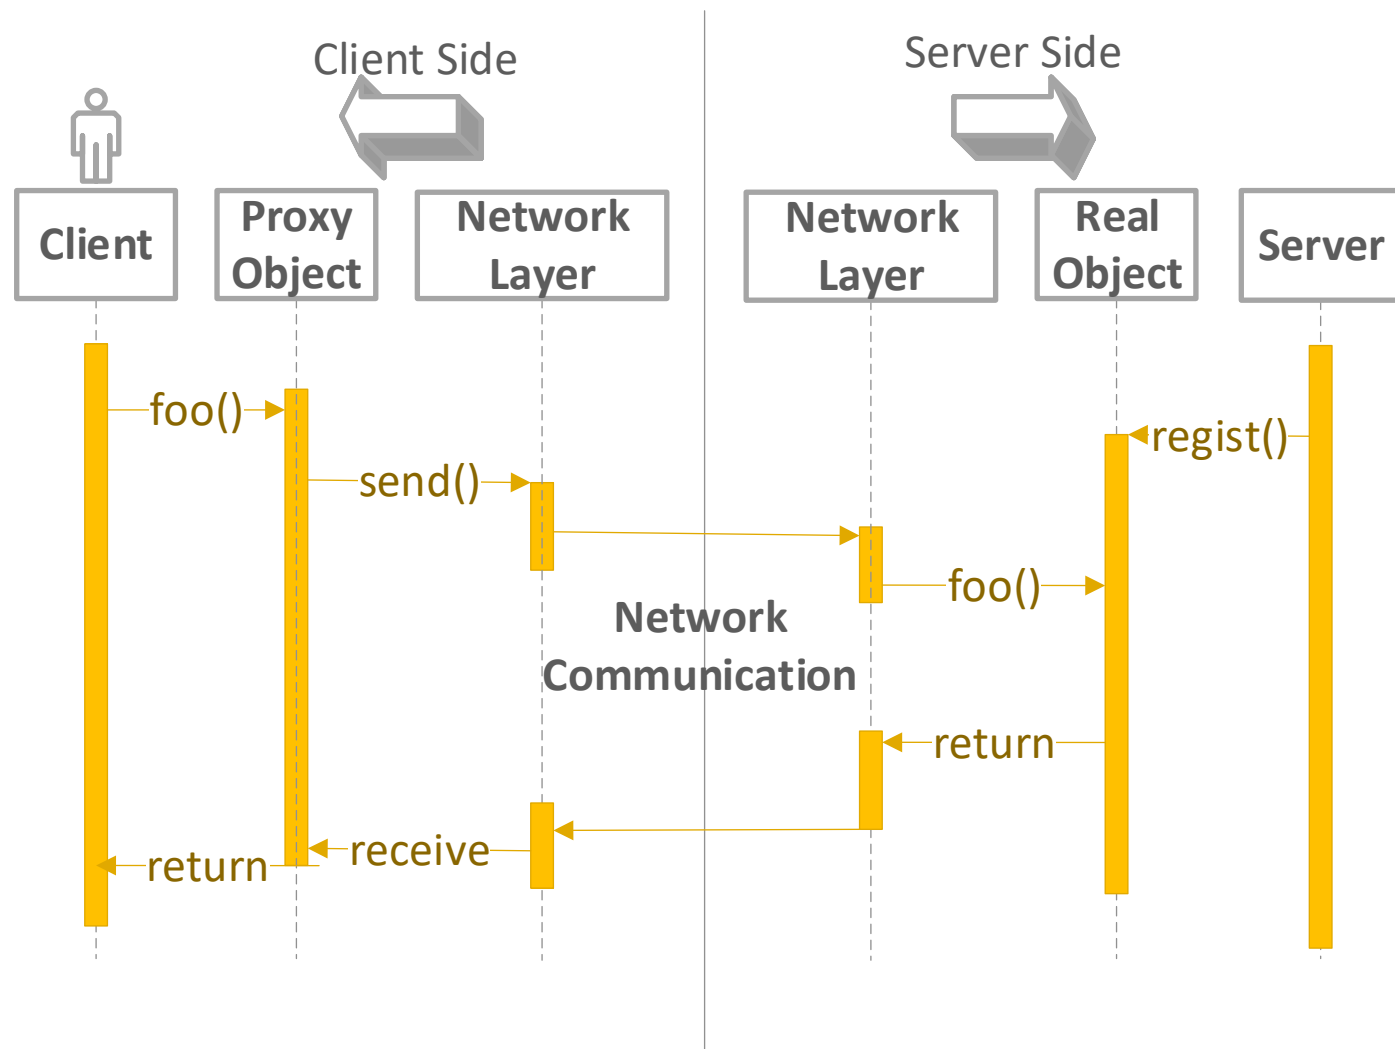 Client Side
Server Side
Client
Proxy
Object
Network
Layer
Network
Layer
Real
Object
Server
foo()
regist()
send()
foo()
Network
Communication
return
receive
return